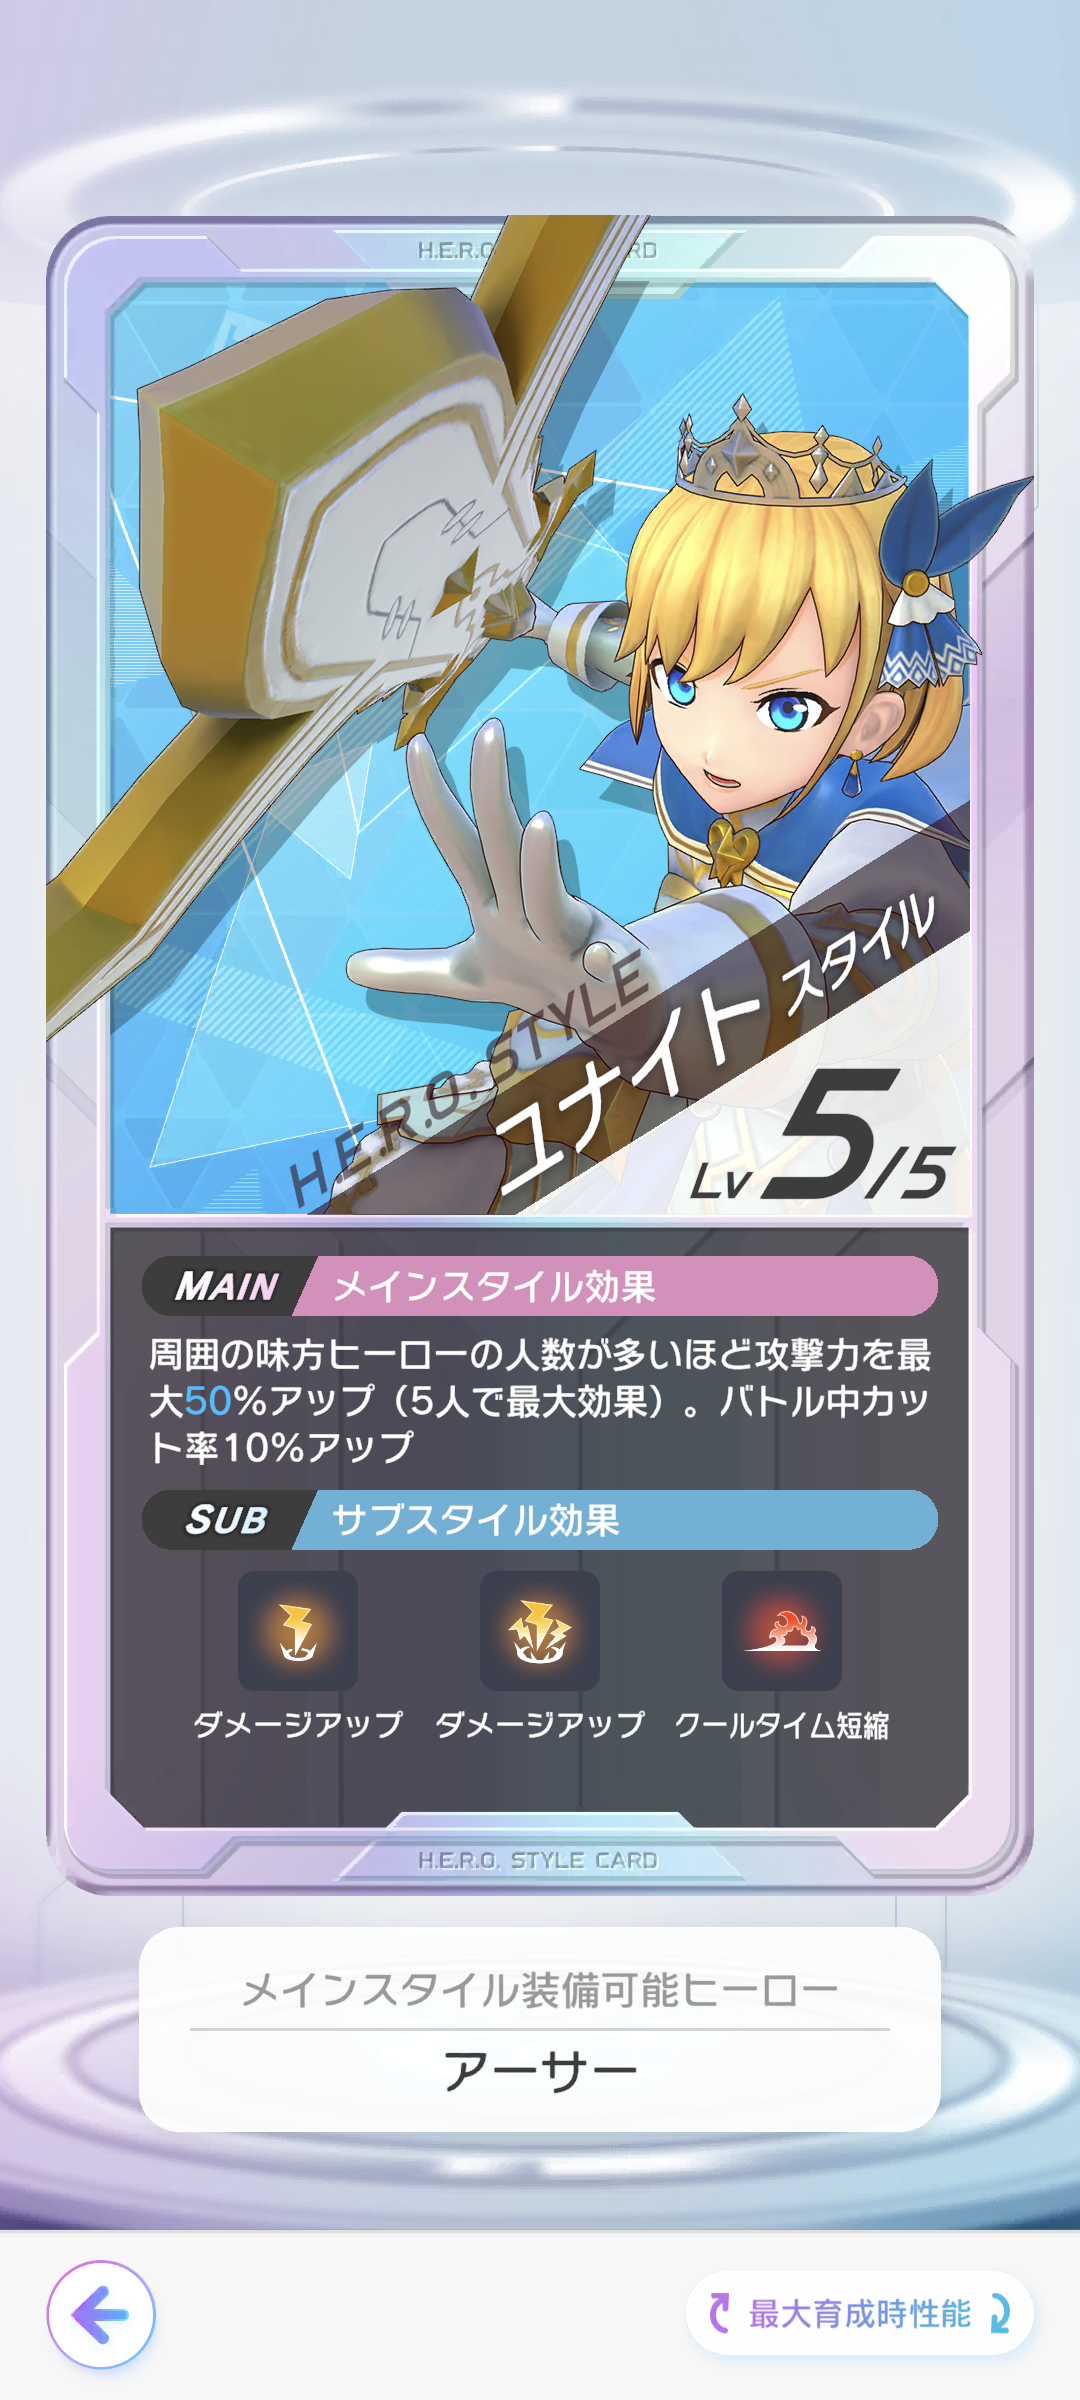 H.E.R.O RD
H.E.R.O. STYLE
ユナイト スタイル
Lv 5/5
MAIN メインスタイル効果
周囲の味方ヒーローの人数が多いほど攻撃力を最
大50%アップ（5人で最大効果）。バトル中カッ
ト率10%アップ
SUB サブスタイル効果
ダメージアップ ダメージアップ クールタイム短縮
H.E.R.O. STYLE CARD
メインスタイル装備可能ヒーロー
アーサー
最大育成時性能